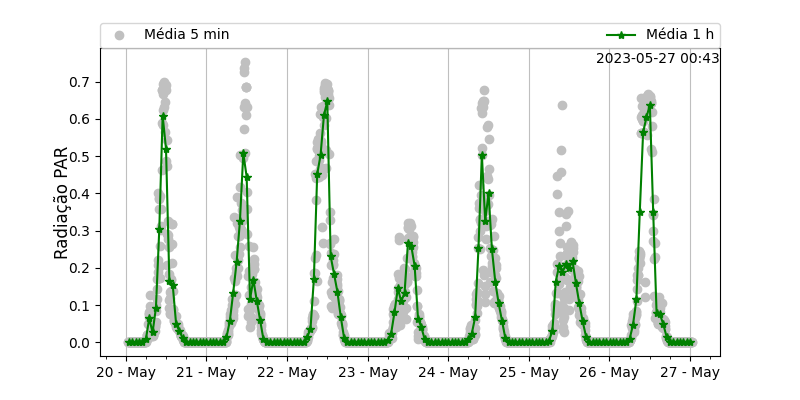 Média 5 min
Média 1 h
2023-05-27 00:43
Radiação PAR
0.7
0.6
0.5
0.4
0.3
0.2
0.1
0.0
20 - May
21 - May
22 - May
23 - May
24 - May
25 - May
26 - May
27 - May